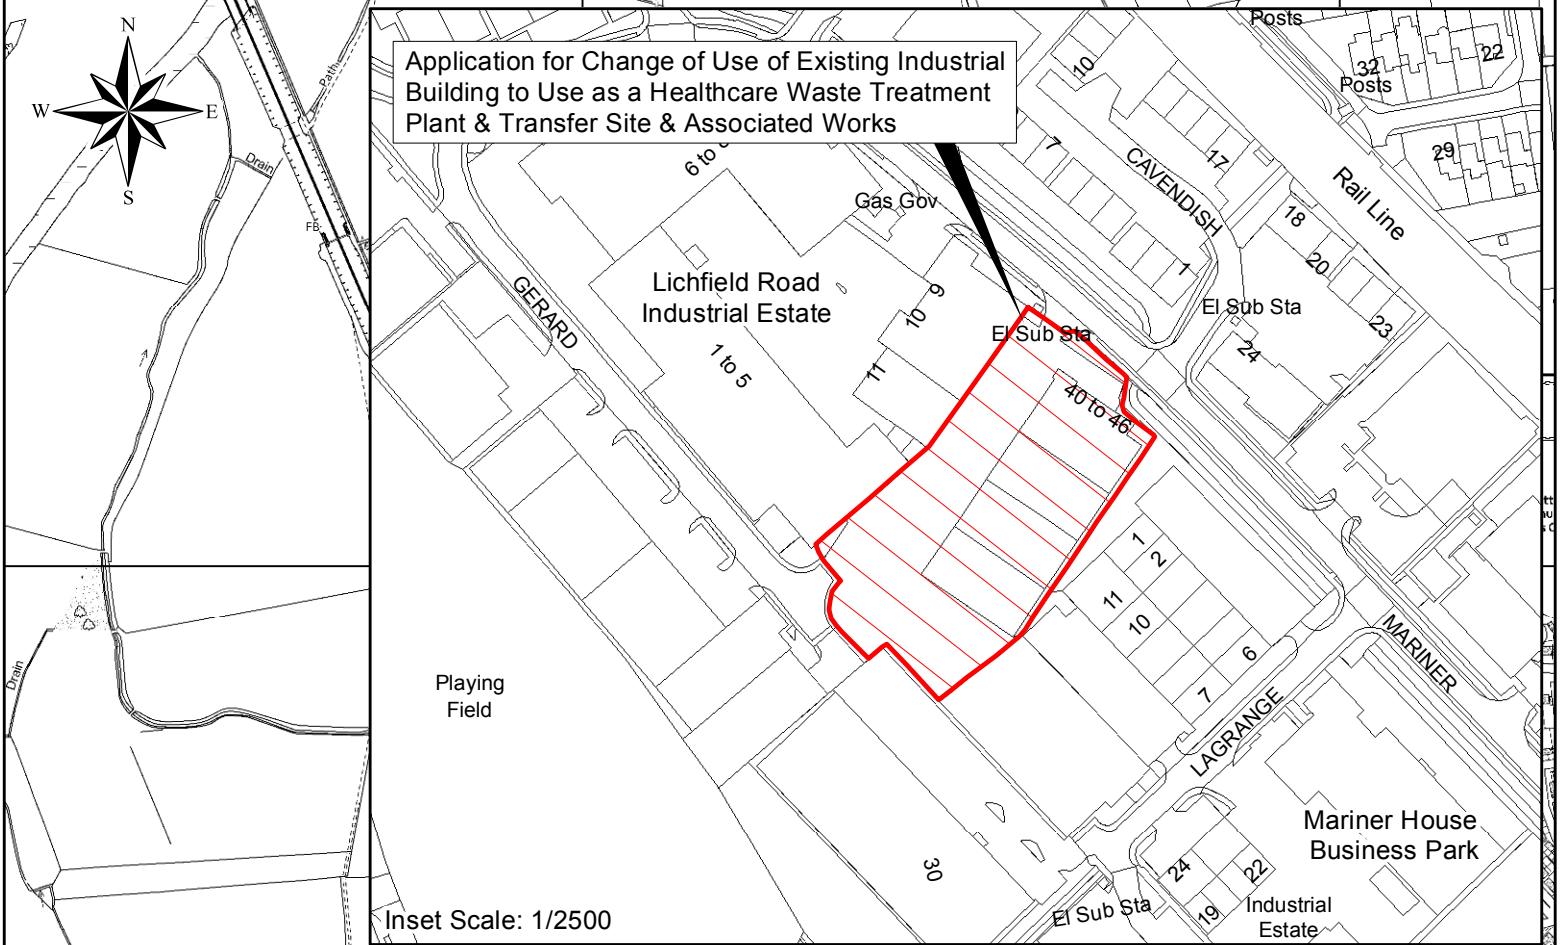 N
W
E
S
Path
Drain
FB
Drain
Application for Change of Use of Existing Industrial
Building to Use as a Healthcare Waste Treatment
Plant & Transfer Site & Associated Works
Posts
10
32
22
Posts
29
7
CAVENDISH
17
Rail Line
6 to
Gas Gov
18
20
1
El Sub Sta
23
24
GERARD
Lichfield Road
Industrial Estate
9
10
1 to 5
11
El Sub Sta
40 to 46
1
2
11
10
6
7
MARINER
LAGRANGE
Playing
Field
Mariner House
Business Park
30
24
22
19
El Sub Sta
Industrial
Estate
Inset Scale: 1/2500